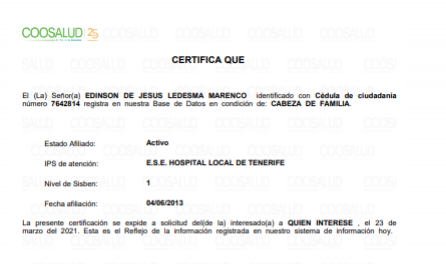 COOSALUD 25
CERTIFICA QUE
El (La) Señor(a) EDINSON DE JESUS LEDESMA MARENCO identificado con Cédula de ciudadania
número 7642814 registra en nuestra Base de Datos en condición de: CABEZA DE FAMILIA.
Estado Afiliado: Activo
IPS de atención: E.S.E. HOSPITAL LOCAL DE TENERIFE
Nivel de Sisben: 1
Fecha afiliación: 04/06/2013
La presente certificación se expide a solicitud del(de la) interesado(a) a QUIEN INTERESE , el 23 de
marzo del 2021. Esta es el Reflejo de la información registrada en nuestro sistema de información hoy.